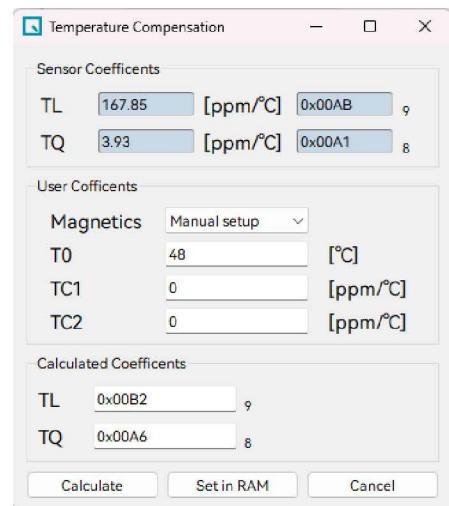 Temperature Compensation
Sensor Coefficents
TL 167.85 [ppm/°C] 0x00AB 9
TQ 3.93 [ppm/°C] 0x00A1 8
User Cofficents
Magnetics Manual setup
T0 48 [°C]
TC1 0 [ppm/°C]
TC2 0 [ppm/°C]
Calculated Coefficents
TL 0x00B2 9
TQ 0x00A6 8
Calculate Set in RAM Cancel